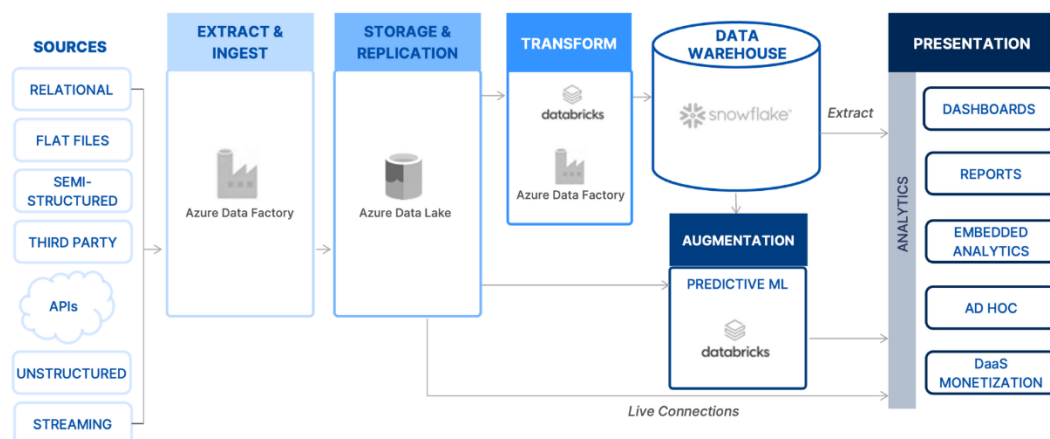 SOURCES
RELATIONAL
FLAT FILES
SEMI-
STRUCTURED
THIRD PARTY
APIs
UNSTRUCTURED
STREAMING
EXTRACT &
INGEST
Azure Data Factory
STORAGE &
REPLICATION
Azure Data Lake
TRANSFORM
databricks
Azure Data Factory
DATA
WAREHOUSE
snowflake
Extract
AUGMENTATION
PREDICTIVE ML
databricks
Live Connections
PRESENTATION
ANALYTICS
DASHBOARDS
REPORTS
EMBEDDED
ANALYTICS
AD HOC
DaaS
MONETIZATION